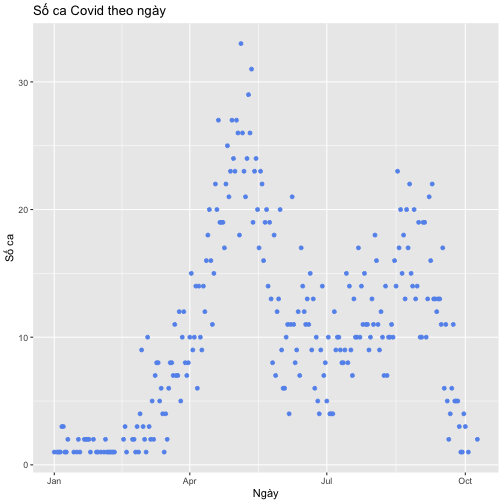 Số ca Covid theo ngày
Số ca
30
20
10
0
Jan
Apr
Jul
Oct
Ngày